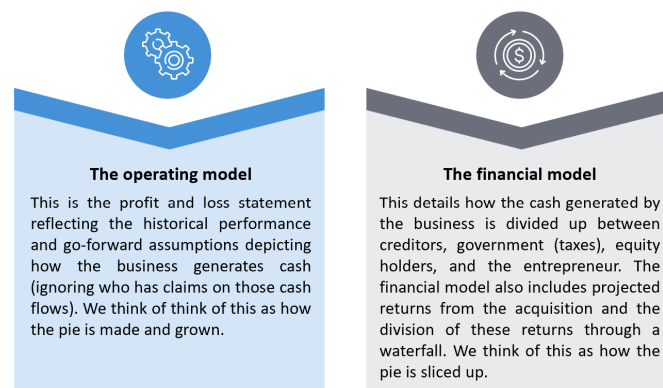 The operating model
This is the profit and loss statement
reflecting the historical performance
and go-forward assumptions depicting
how the business generates cash
(ignoring who has claims on those cash
flows). We think of think of this as how
the pie is made and grown.
$
The financial model
This details how the cash generated by
the business is divided up between
creditors, government (taxes), equity
holders, and the entrepreneur. The
financial model also includes projected
returns from the acquisition and the
division of these returns through a
waterfall. We think of this as how the
pie is sliced up.